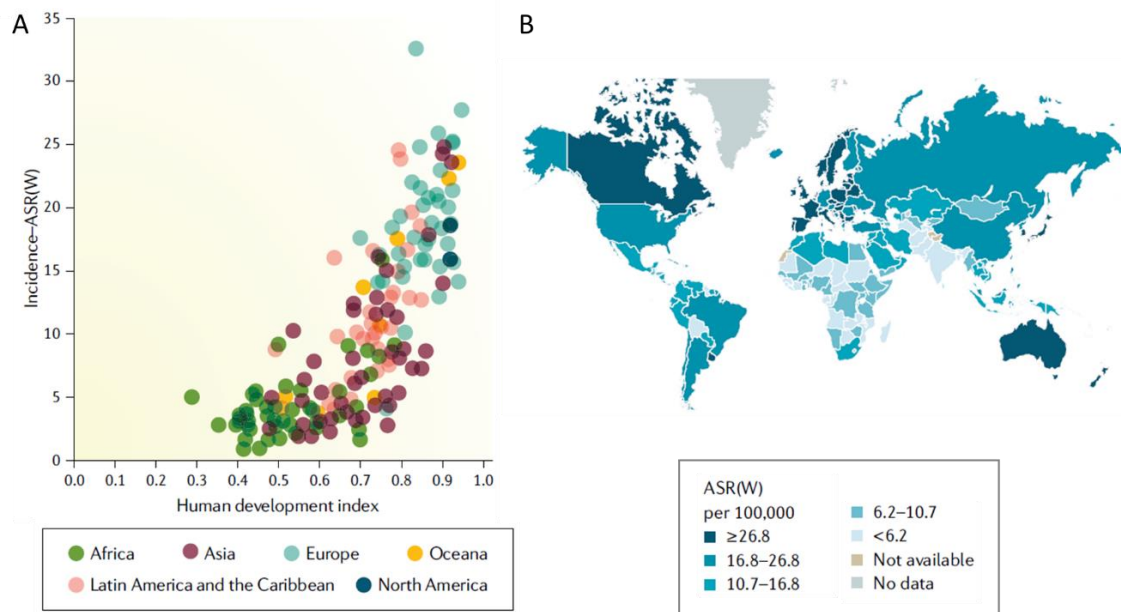 A
B
35
30
25
20
15
10
5
0
Incidence–ASR(W)
0.0 0.1 0.2 0.3 0.4 0.5 0.6 0.7 0.8 0.9 1.0
Human development index
Africa Asia Europe Oceana
Latin America and the Caribbean North America
ASR(W)
per 100,000
≥26.8
16.8–26.8
10.7–16.8
6.2–10.7
<6.2
Not available
No data